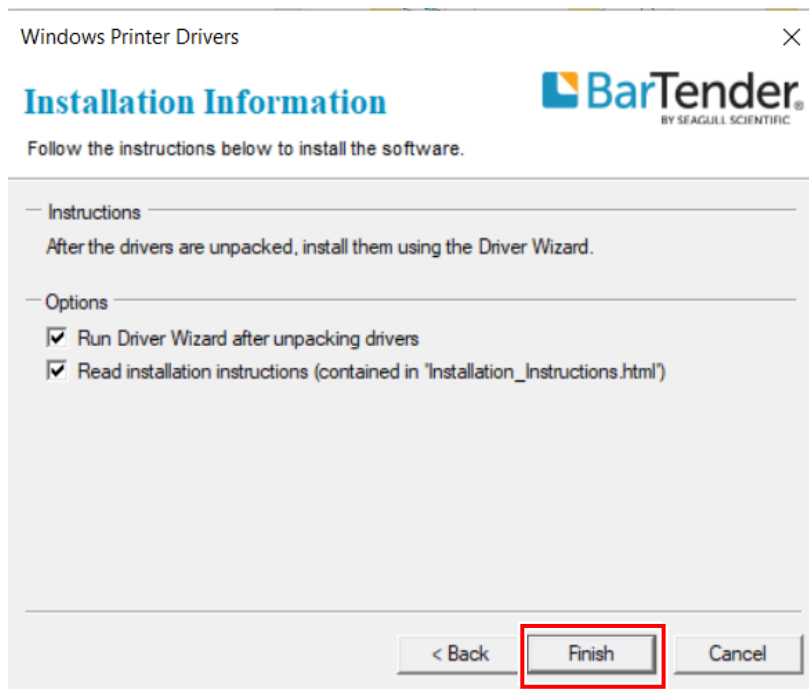 Windows Printer Drivers
Installation Information
BarTender®
BY SEAGULL SCIENTIFIC
Follow the instructions below to install the software.
Instructions
After the drivers are unpacked, install them using the Driver Wizard.
Options
Run Driver Wizard after unpacking drivers
Read installation instructions (contained in 'Installation_Instructions.html')
< Back Finish Cancel